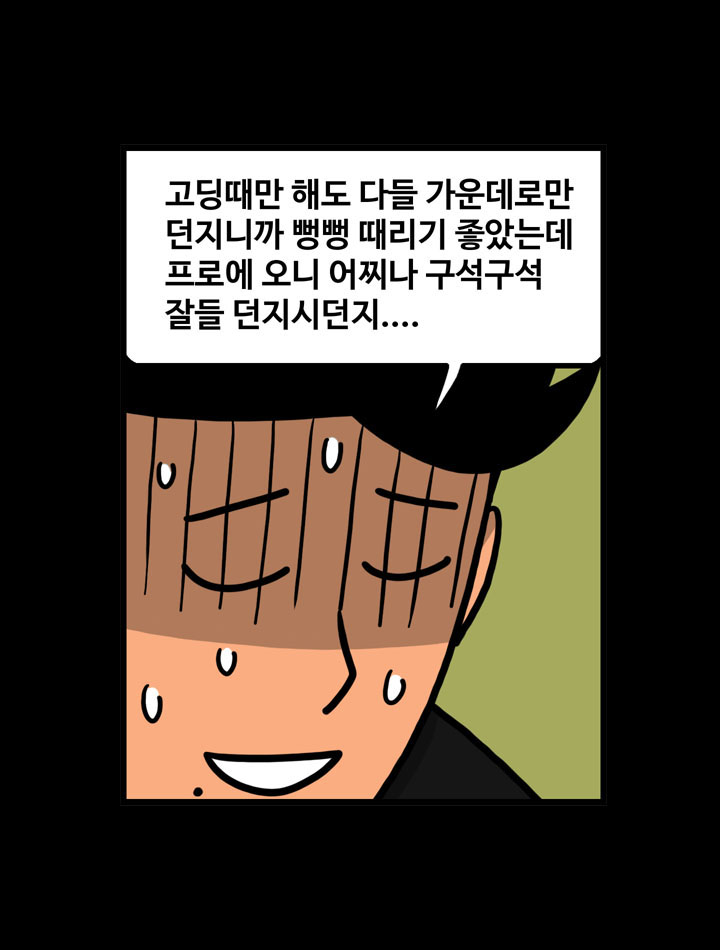 고딩때만 해도 다들 가운데로만
던지니까 뻥뻥 때리기 좋았는데
프로에 오니 어찌나 구석구석
잘들 던지시던지....